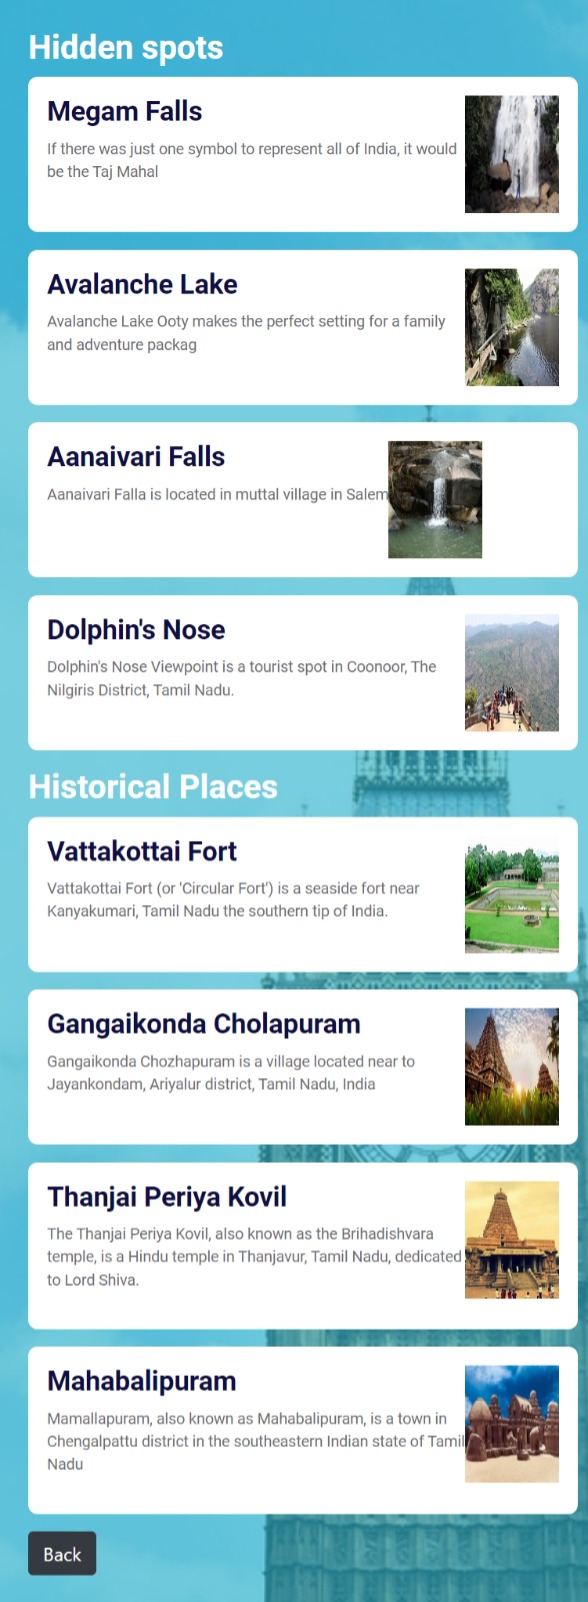 Hidden spots
Megam Falls
If there was just one symbol to represent all of India, it would
be the Taj Mahal
Avalanche Lake
Avalanche Lake Ooty makes the perfect setting for a family
and adventure packag
Aanaivari Falls
Aanaivari Falla is located in muttal village in Salem
Dolphin's Nose
Dolphin's Nose Viewpoint is a tourist spot in Coonoor, The
Nilgiris District, Tamil Nadu.
Historical Places
Vattakottai Fort
Vattakottai Fort (or 'Circular Fort') is a seaside fort near
Kanyakumari, Tamil Nadu the southern tip of India.
Gangaikonda Cholapuram
Gangaikonda Chozhapuram is a village located near to
Jayankondam, Ariyalur district, Tamil Nadu, India
Thanjai Periya Kovil
The Thanjai Periya Kovil, also known as the Brihadishvara
temple, is a Hindu temple in Thanjavur, Tamil Nadu, dedicated
to Lord Shiva.
Mahabalipuram
Mamallapuram, also known as Mahabalipuram, is a town in
Chengalpattu district in the southeastern Indian state of Tamil
Nadu
Back